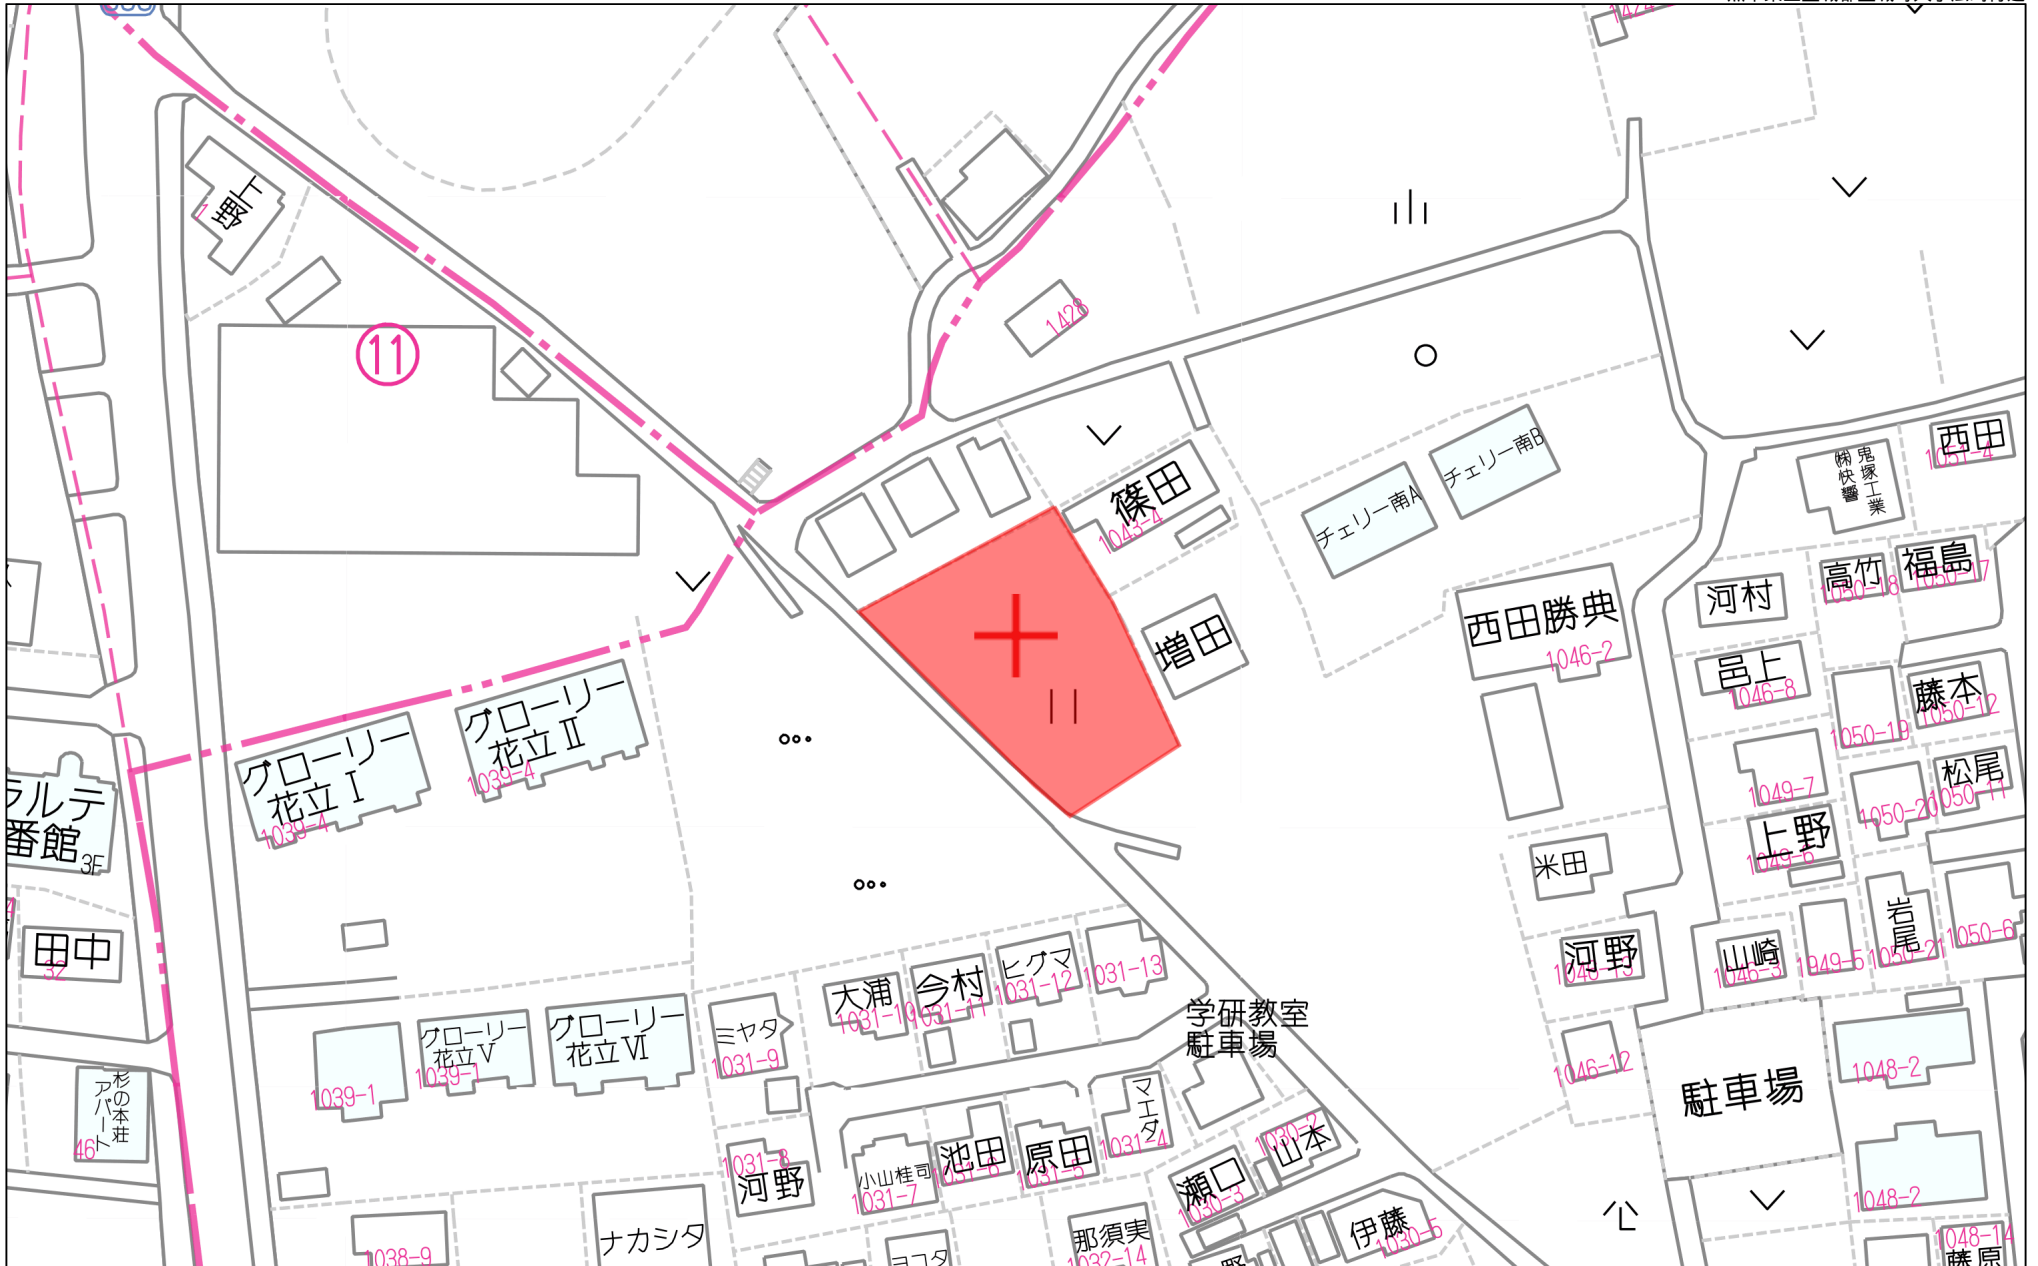 上野
1
11
1428
篠田
1043-4
チェリー南A
チェリー南B
西田
1051-4
㈱快響
鬼塚工業
高竹
1050-18
福島
1050-17
河村
増田
西田勝典
1046-2
邑上
1046-8
藤本
1050-12
1050-19
グローリー
花立Ⅰ
1039-4
グローリー
花立Ⅱ
1039-4
ラルテ
番館
3F
1049-7
松尾
1050-11
1050-20
上野
1049-6
米田
岩尾
1050-21
1050-6
田中
32
河野
山崎
1046-3
1949-5
大浦
1031-10
今村
1031-11
ヒグマ
1031-12
1031-13
学研教室
駐車場
1039-1
グローリー
花立Ⅴ
1039-1
グローリー
花立Ⅵ
ミヤタ
1031-9
1046-12
駐車場
1048-2
杉の本荘
アパート
46
マエダ
1031-4
1030-2
山本
1031-8
河野
小山桂司
1031-7
池田
1031-6
原田
1031-5
瀬口
1030-3
1048-2
ナカシタ
那須実
1032-14
伊藤
1030-5
1038-9
ヨコタ
1048-14
藤原